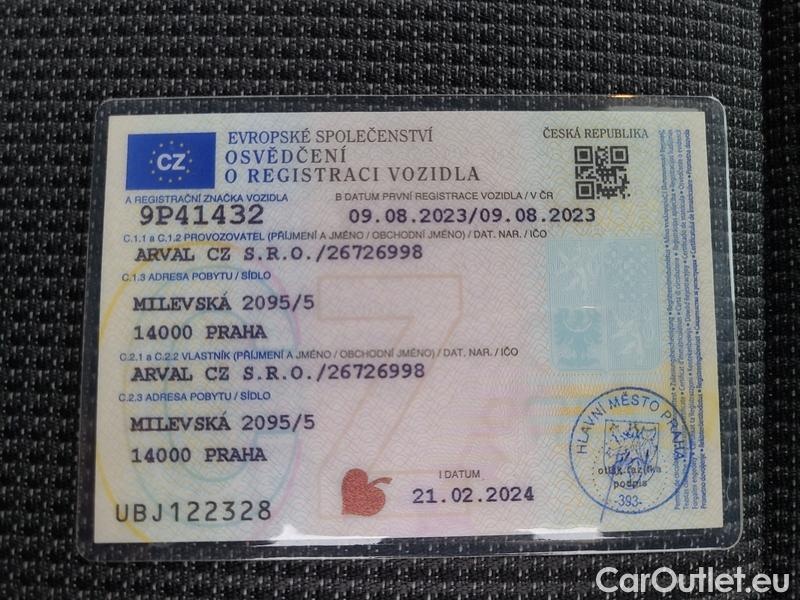 CZ
EVROPSKÉ SPOLEČENSTVÍ
ČESKÁ REPUBLIKA
OSVĚDČENÍ
O REGISTRACI VOZIDLA
A REGISTRAČNÍ ZNAČKA VOZIDLA
B DATUM PRVNÍ REGISTRACE VOZIDLA / V ČR
9P41432
09.08.2023/09.08.2023
C.1.1 a C.1.2 PROVOZOVATEL (PŘÍJMENÍ A JMÉNO / OBCHODNÍ JMÉNO) / DAT. NAR. / IČO
ARVAL CZ S.R.O./26726998
C.1.3 ADRESA POBYTU / SÍDLO
MILEVSKÁ 2095/5
14000 PRAHA
C.2.1 a C.2.2 VLASTNÍK (PŘÍJMENÍ A JMÉNO / OBCHODNÍ JMÉNO) / DAT. NAR. / IČO
ARVAL CZ S.R.O./26726998
C.2.3 ADRESA POBYTU / SÍDLO
MILEVSKÁ 2095/5
14000 PRAHA
I DATUM
21.02.2024
UBJ122328
HLAVNÍ MĚSTO PRAHA
otisk razítka
podpis
-393-
CarOutlet.eu